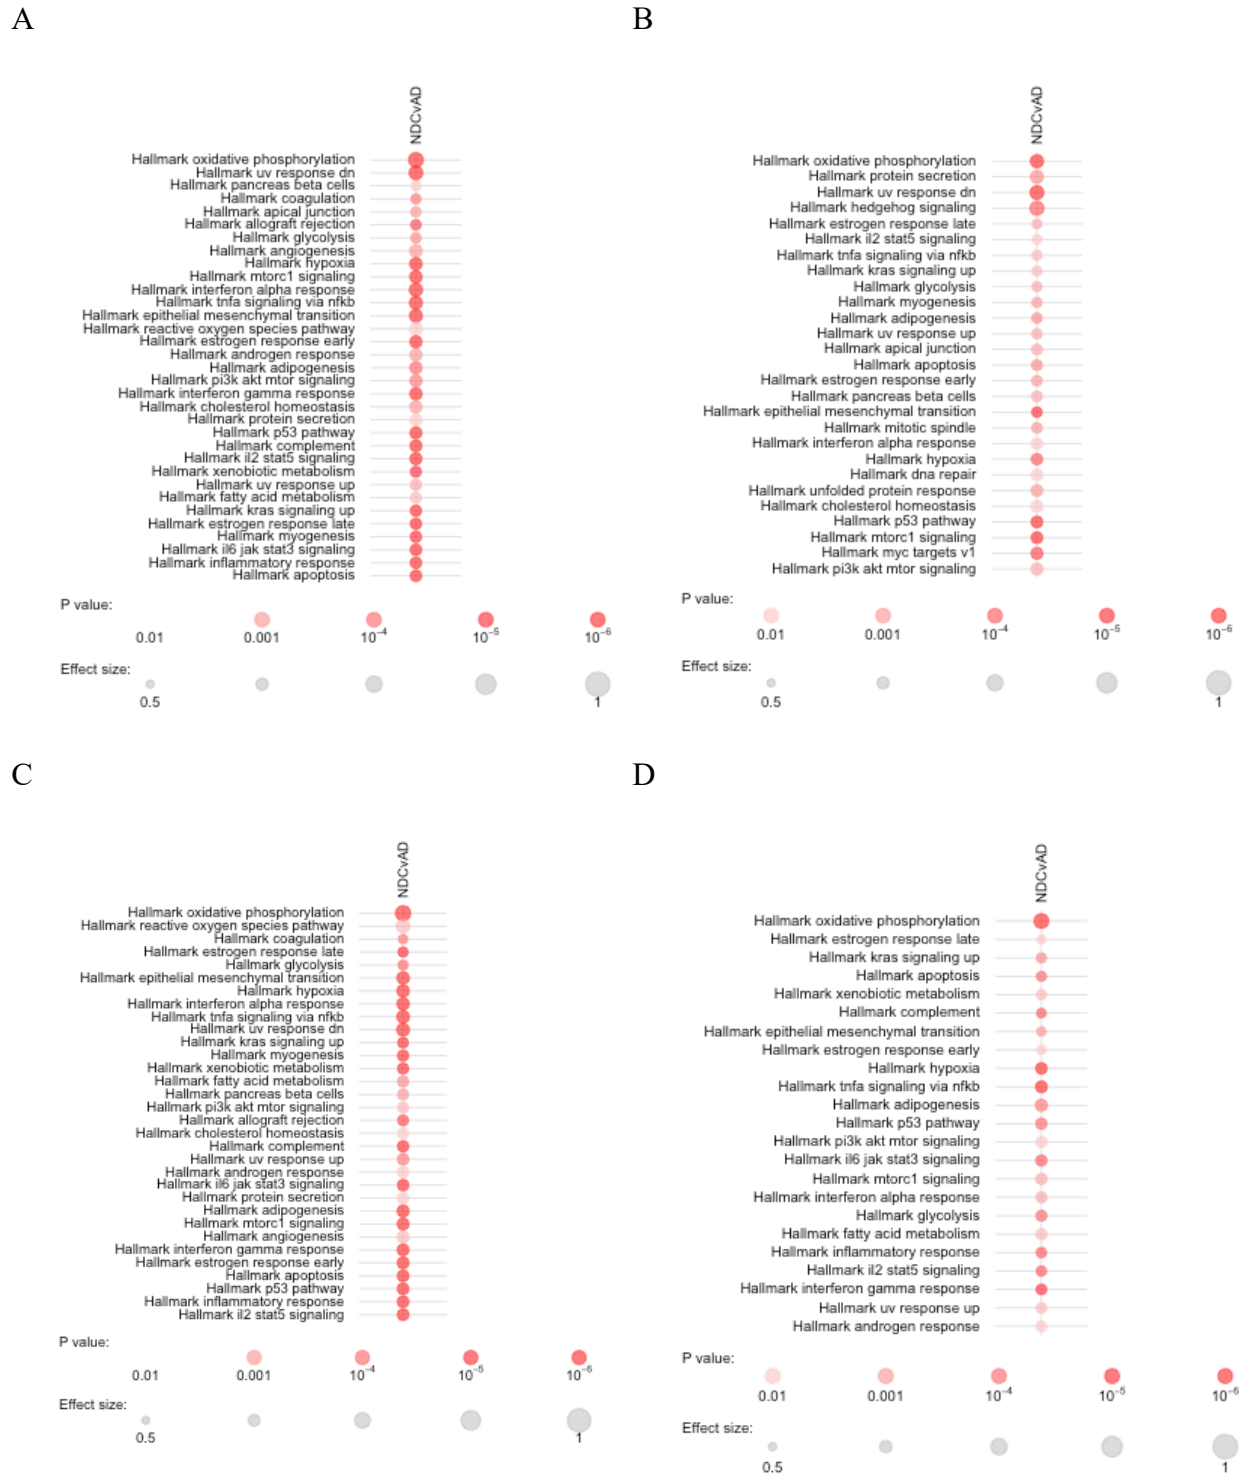 A
NDCvAD
Hallmark oxidative phosphorylation
Hallmark uv response dn
Hallmark pancreas beta cells
Hallmark coagulation
Hallmark apical junction
Hallmark allograft rejection
Hallmark glycolysis
Hallmark angiogenesis
Hallmark hypoxia
Hallmark mtorc1 signaling
Hallmark interferon alpha response
Hallmark tnfa signaling via nfkb
Hallmark epithelial mesenchymal transition
Hallmark reactive oxygen species pathway
Hallmark estrogen response early
Hallmark androgen response
Hallmark adipogenesis
Hallmark pi3k akt mtor signaling
Hallmark interferon gamma response
Hallmark cholesterol homeostasis
Hallmark protein secretion
Hallmark p53 pathway
Hallmark complement
Hallmark il2 stat5 signaling
Hallmark xenobiotic metabolism
Hallmark uv response up
Hallmark fatty acid metabolism
Hallmark kras signaling up
Hallmark estrogen response late
Hallmark myogenesis
Hallmark il6 jak stat3 signaling
Hallmark inflammatory response
Hallmark apoptosis
P value:
0.01 0.001 10⁻⁴ 10⁻⁵ 10⁻⁶
Effect size:
0.5 1
B
NDCvAD
Hallmark oxidative phosphorylation
Hallmark protein secretion
Hallmark uv response dn
Hallmark hedgehog signaling
Hallmark estrogen response late
Hallmark il2 stat5 signaling
Hallmark tnfa signaling via nfkb
Hallmark kras signaling up
Hallmark glycolysis
Hallmark myogenesis
Hallmark adipogenesis
Hallmark uv response up
Hallmark apical junction
Hallmark apoptosis
Hallmark estrogen response early
Hallmark pancreas beta cells
Hallmark epithelial mesenchymal transition
Hallmark mitotic spindle
Hallmark interferon alpha response
Hallmark hypoxia
Hallmark dna repair
Hallmark unfolded protein response
Hallmark cholesterol homeostasis
Hallmark p53 pathway
Hallmark mtorc1 signaling
Hallmark myc targets v1
Hallmark pi3k akt mtor signaling
P value:
0.01 0.001 10⁻⁴ 10⁻⁵ 10⁻⁶
Effect size:
0.5 1
C
NDCvAD
Hallmark oxidative phosphorylation
Hallmark reactive oxygen species pathway
Hallmark coagulation
Hallmark estrogen response late
Hallmark glycolysis
Hallmark epithelial mesenchymal transition
Hallmark hypoxia
Hallmark interferon alpha response
Hallmark tnfa signaling via nfkb
Hallmark uv response dn
Hallmark kras signaling up
Hallmark myogenesis
Hallmark xenobiotic metabolism
Hallmark fatty acid metabolism
Hallmark pancreas beta cells
Hallmark pi3k akt mtor signaling
Hallmark allograft rejection
Hallmark cholesterol homeostasis
Hallmark complement
Hallmark uv response up
Hallmark androgen response
Hallmark il6 jak stat3 signaling
Hallmark protein secretion
Hallmark adipogenesis
Hallmark mtorc1 signaling
Hallmark angiogenesis
Hallmark interferon gamma response
Hallmark estrogen response early
Hallmark apoptosis
Hallmark p53 pathway
Hallmark inflammatory response
Hallmark il2 stat5 signaling
P value:
0.01 0.001 10⁻⁴ 10⁻⁵ 10⁻⁶
Effect size:
0.5 1
D
NDCvAD
Hallmark oxidative phosphorylation
Hallmark estrogen response late
Hallmark kras signaling up
Hallmark apoptosis
Hallmark xenobiotic metabolism
Hallmark complement
Hallmark epithelial mesenchymal transition
Hallmark estrogen response early
Hallmark hypoxia
Hallmark tnfa signaling via nfkb
Hallmark adipogenesis
Hallmark p53 pathway
Hallmark pi3k akt mtor signaling
Hallmark il6 jak stat3 signaling
Hallmark mtorc1 signaling
Hallmark interferon alpha response
Hallmark glycolysis
Hallmark fatty acid metabolism
Hallmark inflammatory response
Hallmark il2 stat5 signaling
Hallmark interferon gamma response
Hallmark uv response up
Hallmark androgen response
P value:
0.01 0.001 10⁻⁴ 10⁻⁵ 10⁻⁶
Effect size:
0.5 1